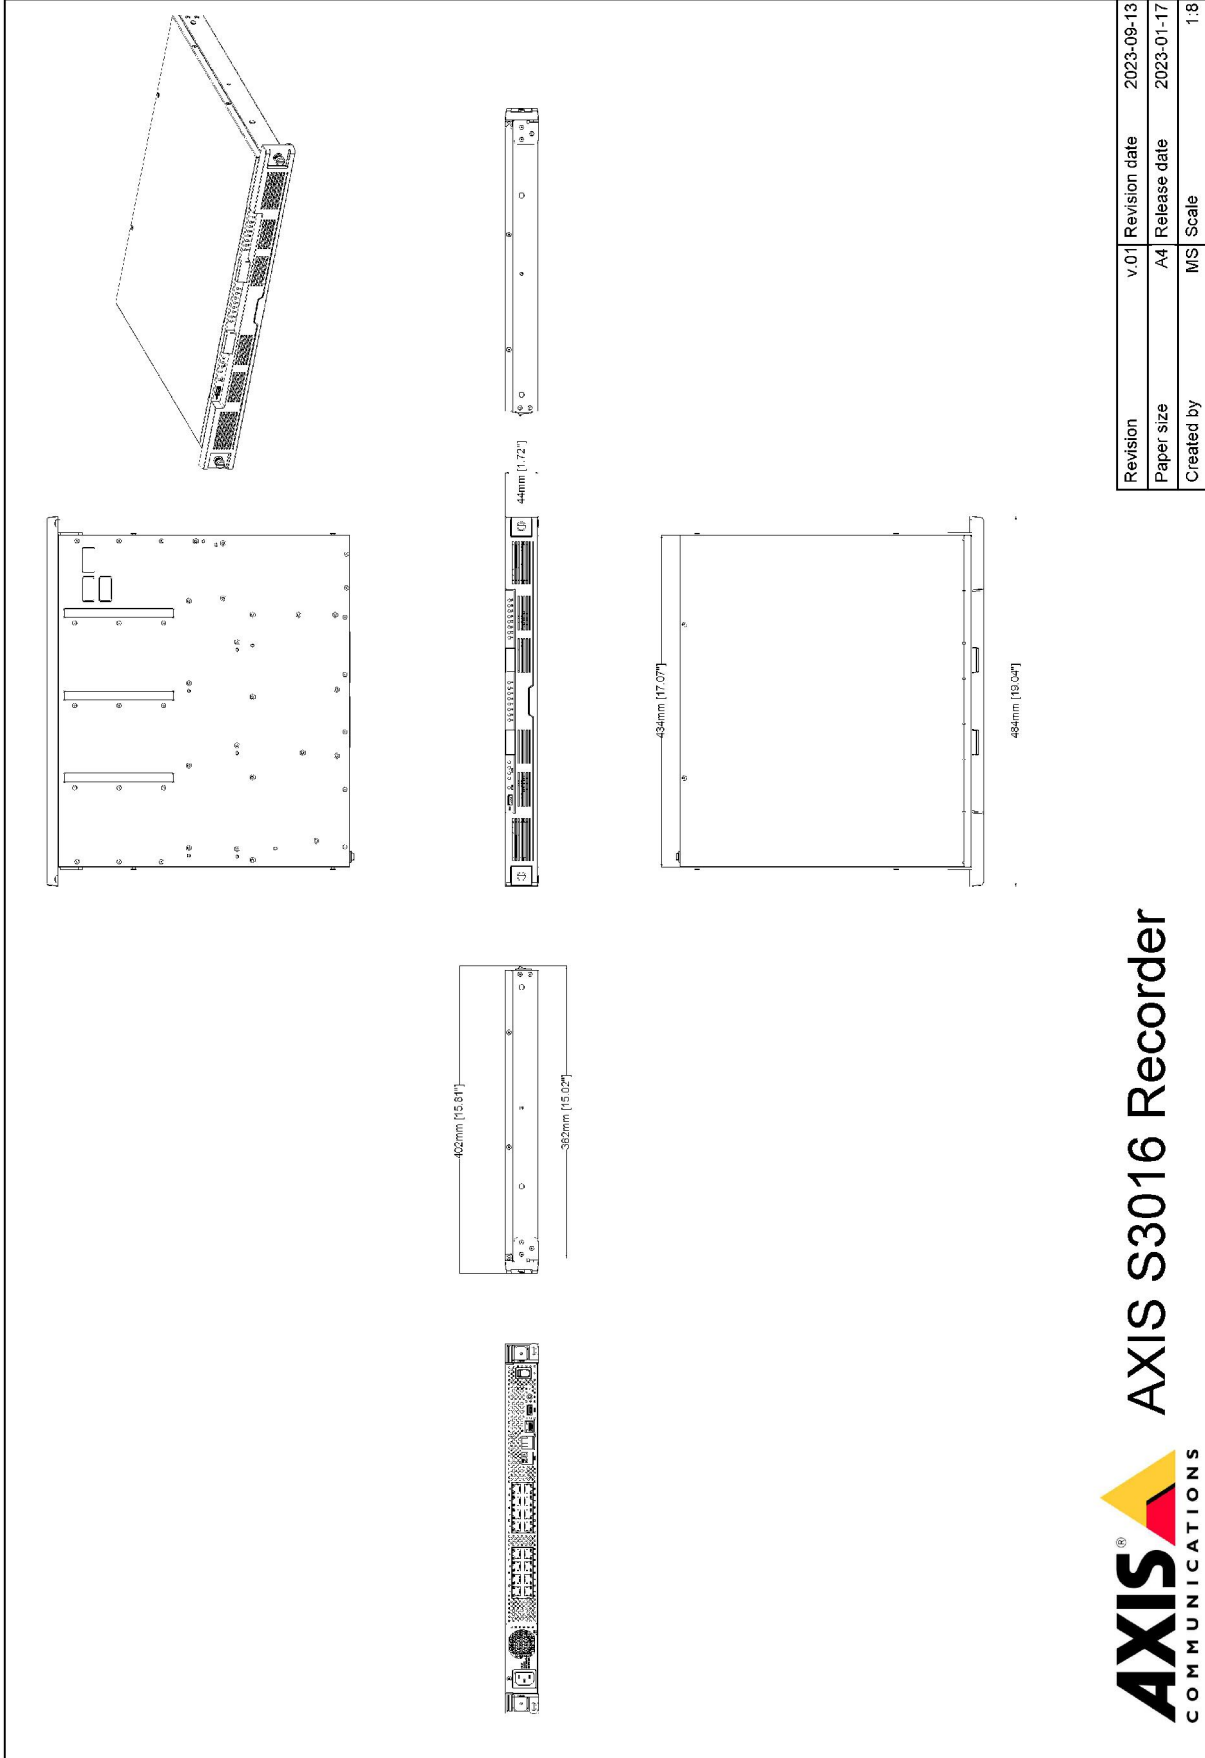 44mm [1.72"]
402mm [15.81"]
382mm [15.02"]
434mm [17.07"]
484mm [19.04"]
AXIS®
COMMUNICATIONS
AXIS S3016 Recorder
Revision v.01 Revision date 2023-09-13
Paper size A4 Release date 2023-01-17
Created by MS Scale 1:8